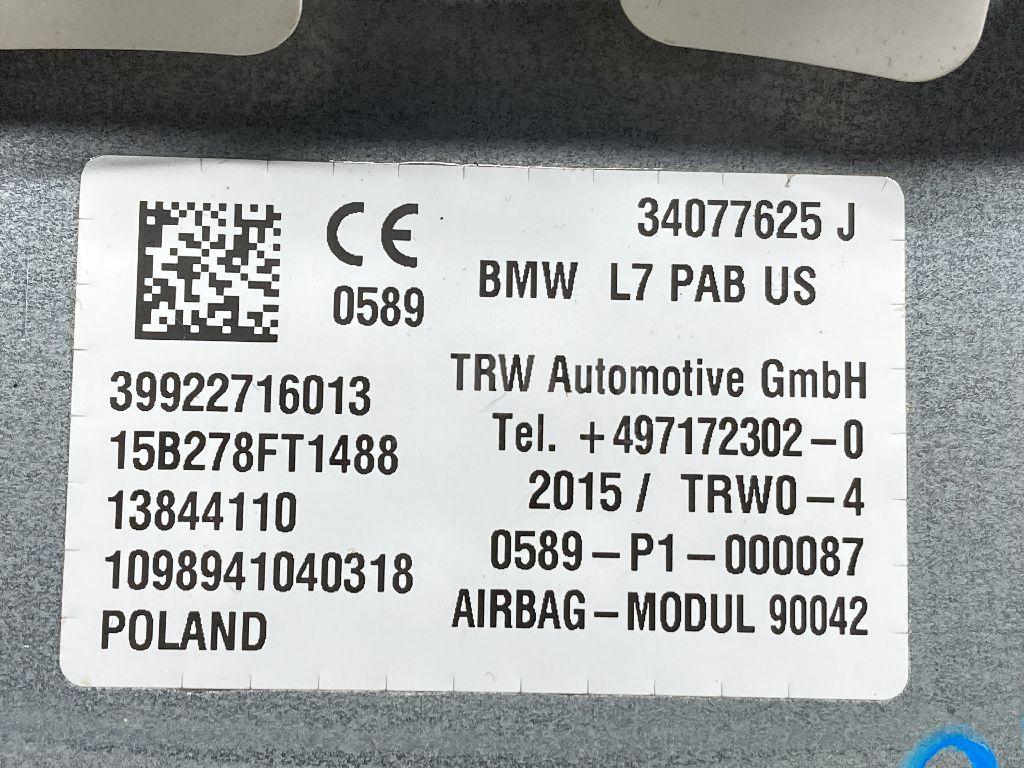 CE
0589
34077625 J
BMW L7 PAB US
39922716013
15B278FT1488
13844110
1098941040318
POLAND
TRW Automotive GmbH
Tel. +497172302-0
2015/ TRW0-4
0589-P1-000087
AIRBAG-MODUL 90042